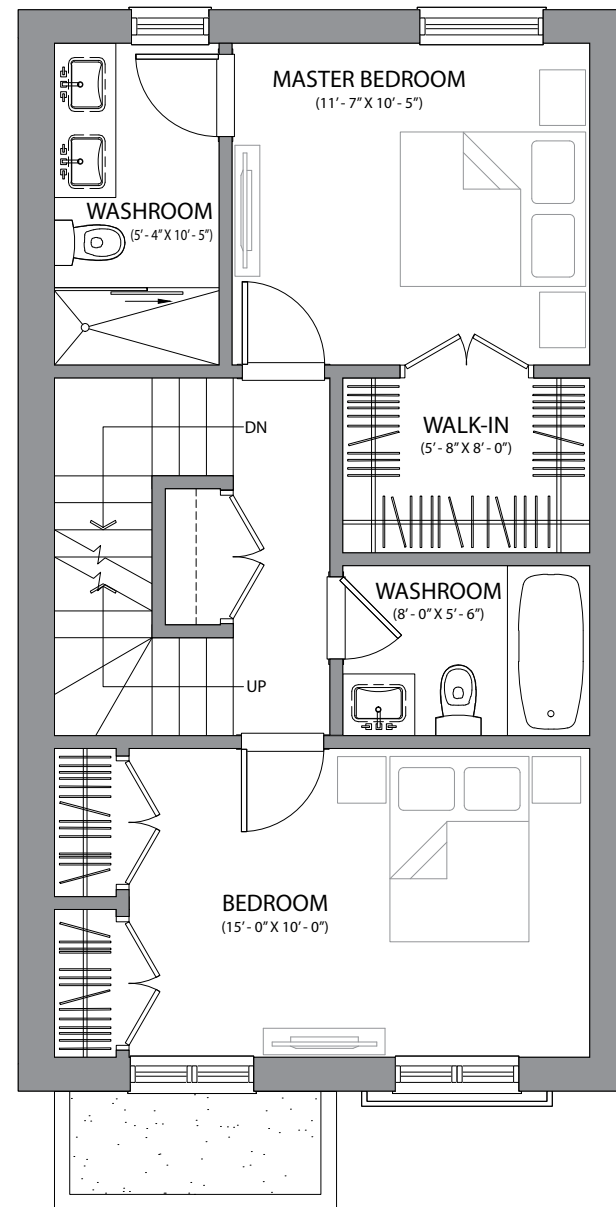 MASTER BEDROOM
(11' - 7" X 10' - 5")
WASHROOM
(5' - 4" X 10' - 5")
DN
WALK-IN
(5' - 8" X 8' - 0")
WASHROOM
(8' - 0" X 5' - 6")
UP
BEDROOM
(15' - 0" X 10' - 0")